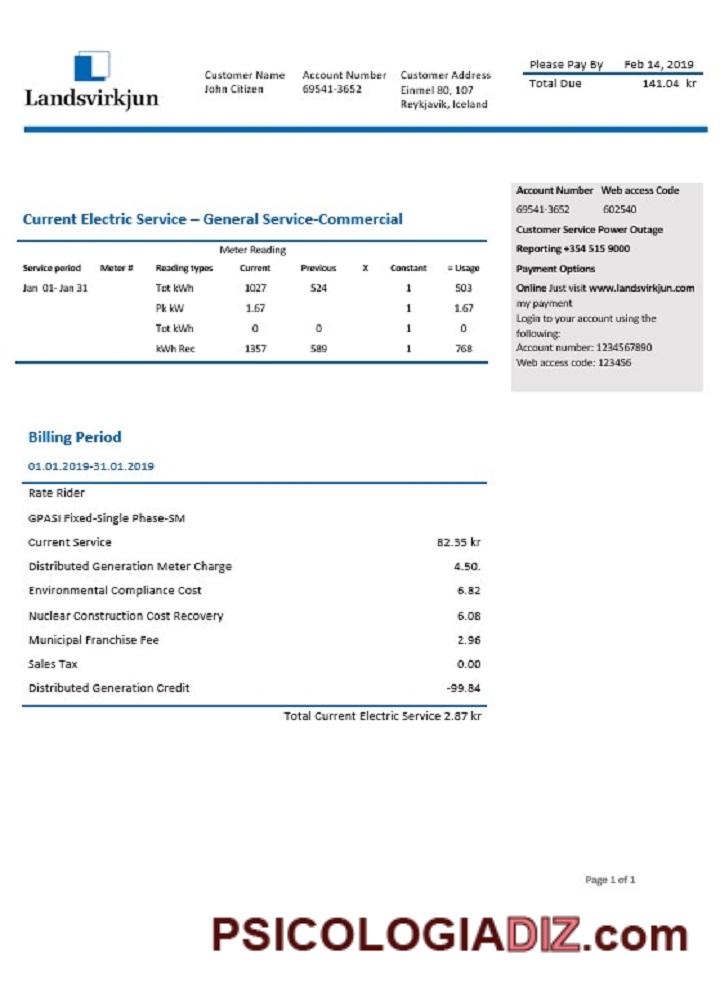 Landsvirkjun
Customer Name Account Number Customer Address
John Citizen 69541-3652 Einmel 80, 107
Reykjavik, Iceland
Please Pay By Feb 14, 2019
Total Due 141.04 kr
Current Electric Service – General Service-Commercial
Meter Reading
Service period Meter # Reading types Current Previous X Constant = Usage
Jan 01- Jan 31 Tot kWh 1027 524 1 503
Pk kW 1.67 1 1.67
Tot kWh 0 0 1 0
kWh Rec 1357 589 1 768
Account Number Web access Code
69541-3652 602540
Customer Service Power Outage
Reporting +354 515 9000
Payment Options
Online Just visit www.landsvirkjun.com
my payment
Login to your account using the
following:
Account number: 1234567890
Web access code: 123456
Billing Period
01.01.2019-31.01.2019
Rate Rider
GPASI Fixed-Single Phase-SM
Current Service 82.35 kr
Distributed Generation Meter Charge 4.50.
Environmental Compliance Cost 6.82
Nuclear Construction Cost Recovery 6.08
Municipal Franchise Fee 2.96
Sales Tax 0.00
Distributed Generation Credit -99.84
Total Current Electric Service 2.87 kr
Page 1 of 1
PSICOLOGIADIZ.com